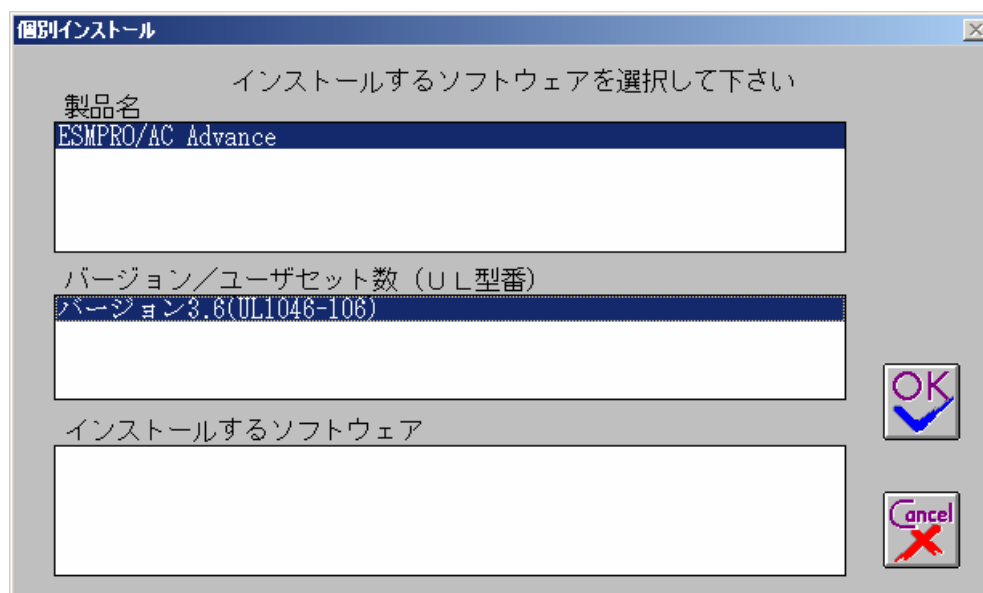 個別インストール
インストールするソフトウェアを選択して下さい
製品名
ESMPRO/AC Advance
バージョン／ユーザセット数（ＵＬ型番）
バージョン3.6(UL1046-106)
OK
インストールするソフトウェア
Cancel